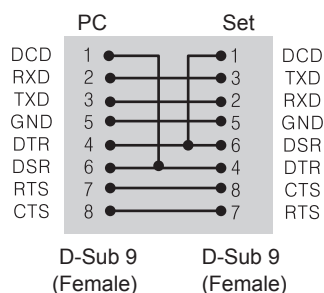 PC Set
DCD 1 1 DCD
RXD 2 3 TXD
TXD 3 2 RXD
GND 5 5 GND
DTR 4 6 DSR
DSR 6 4 DTR
RTS 7 8 CTS
CTS 8 7 RTS
D-Sub 9 D-Sub 9
(Female) (Female)